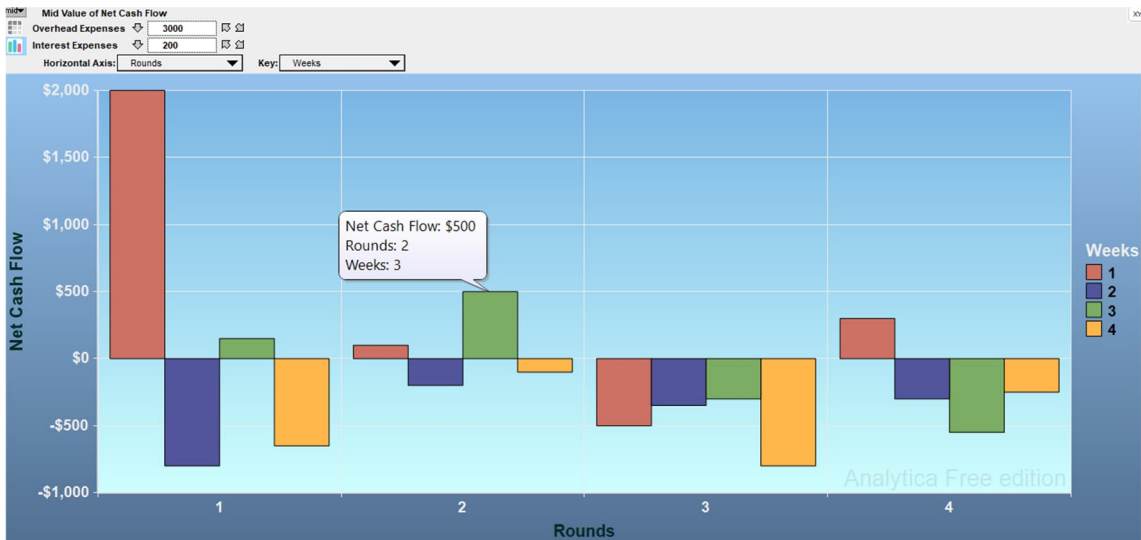 mid
Mid Value of Net Cash Flow
XY
Overhead Expenses 3000
Interest Expenses 200
Horizontal Axis: Rounds Key: Weeks
$2,000
$1,500
$1,000
$500
$0
-$500
-$1,000
Net Cash Flow
Net Cash Flow: $500
Rounds: 2
Weeks: 3
Weeks
1
2
3
4
Analytica Free edition
1 2 3 4
Rounds